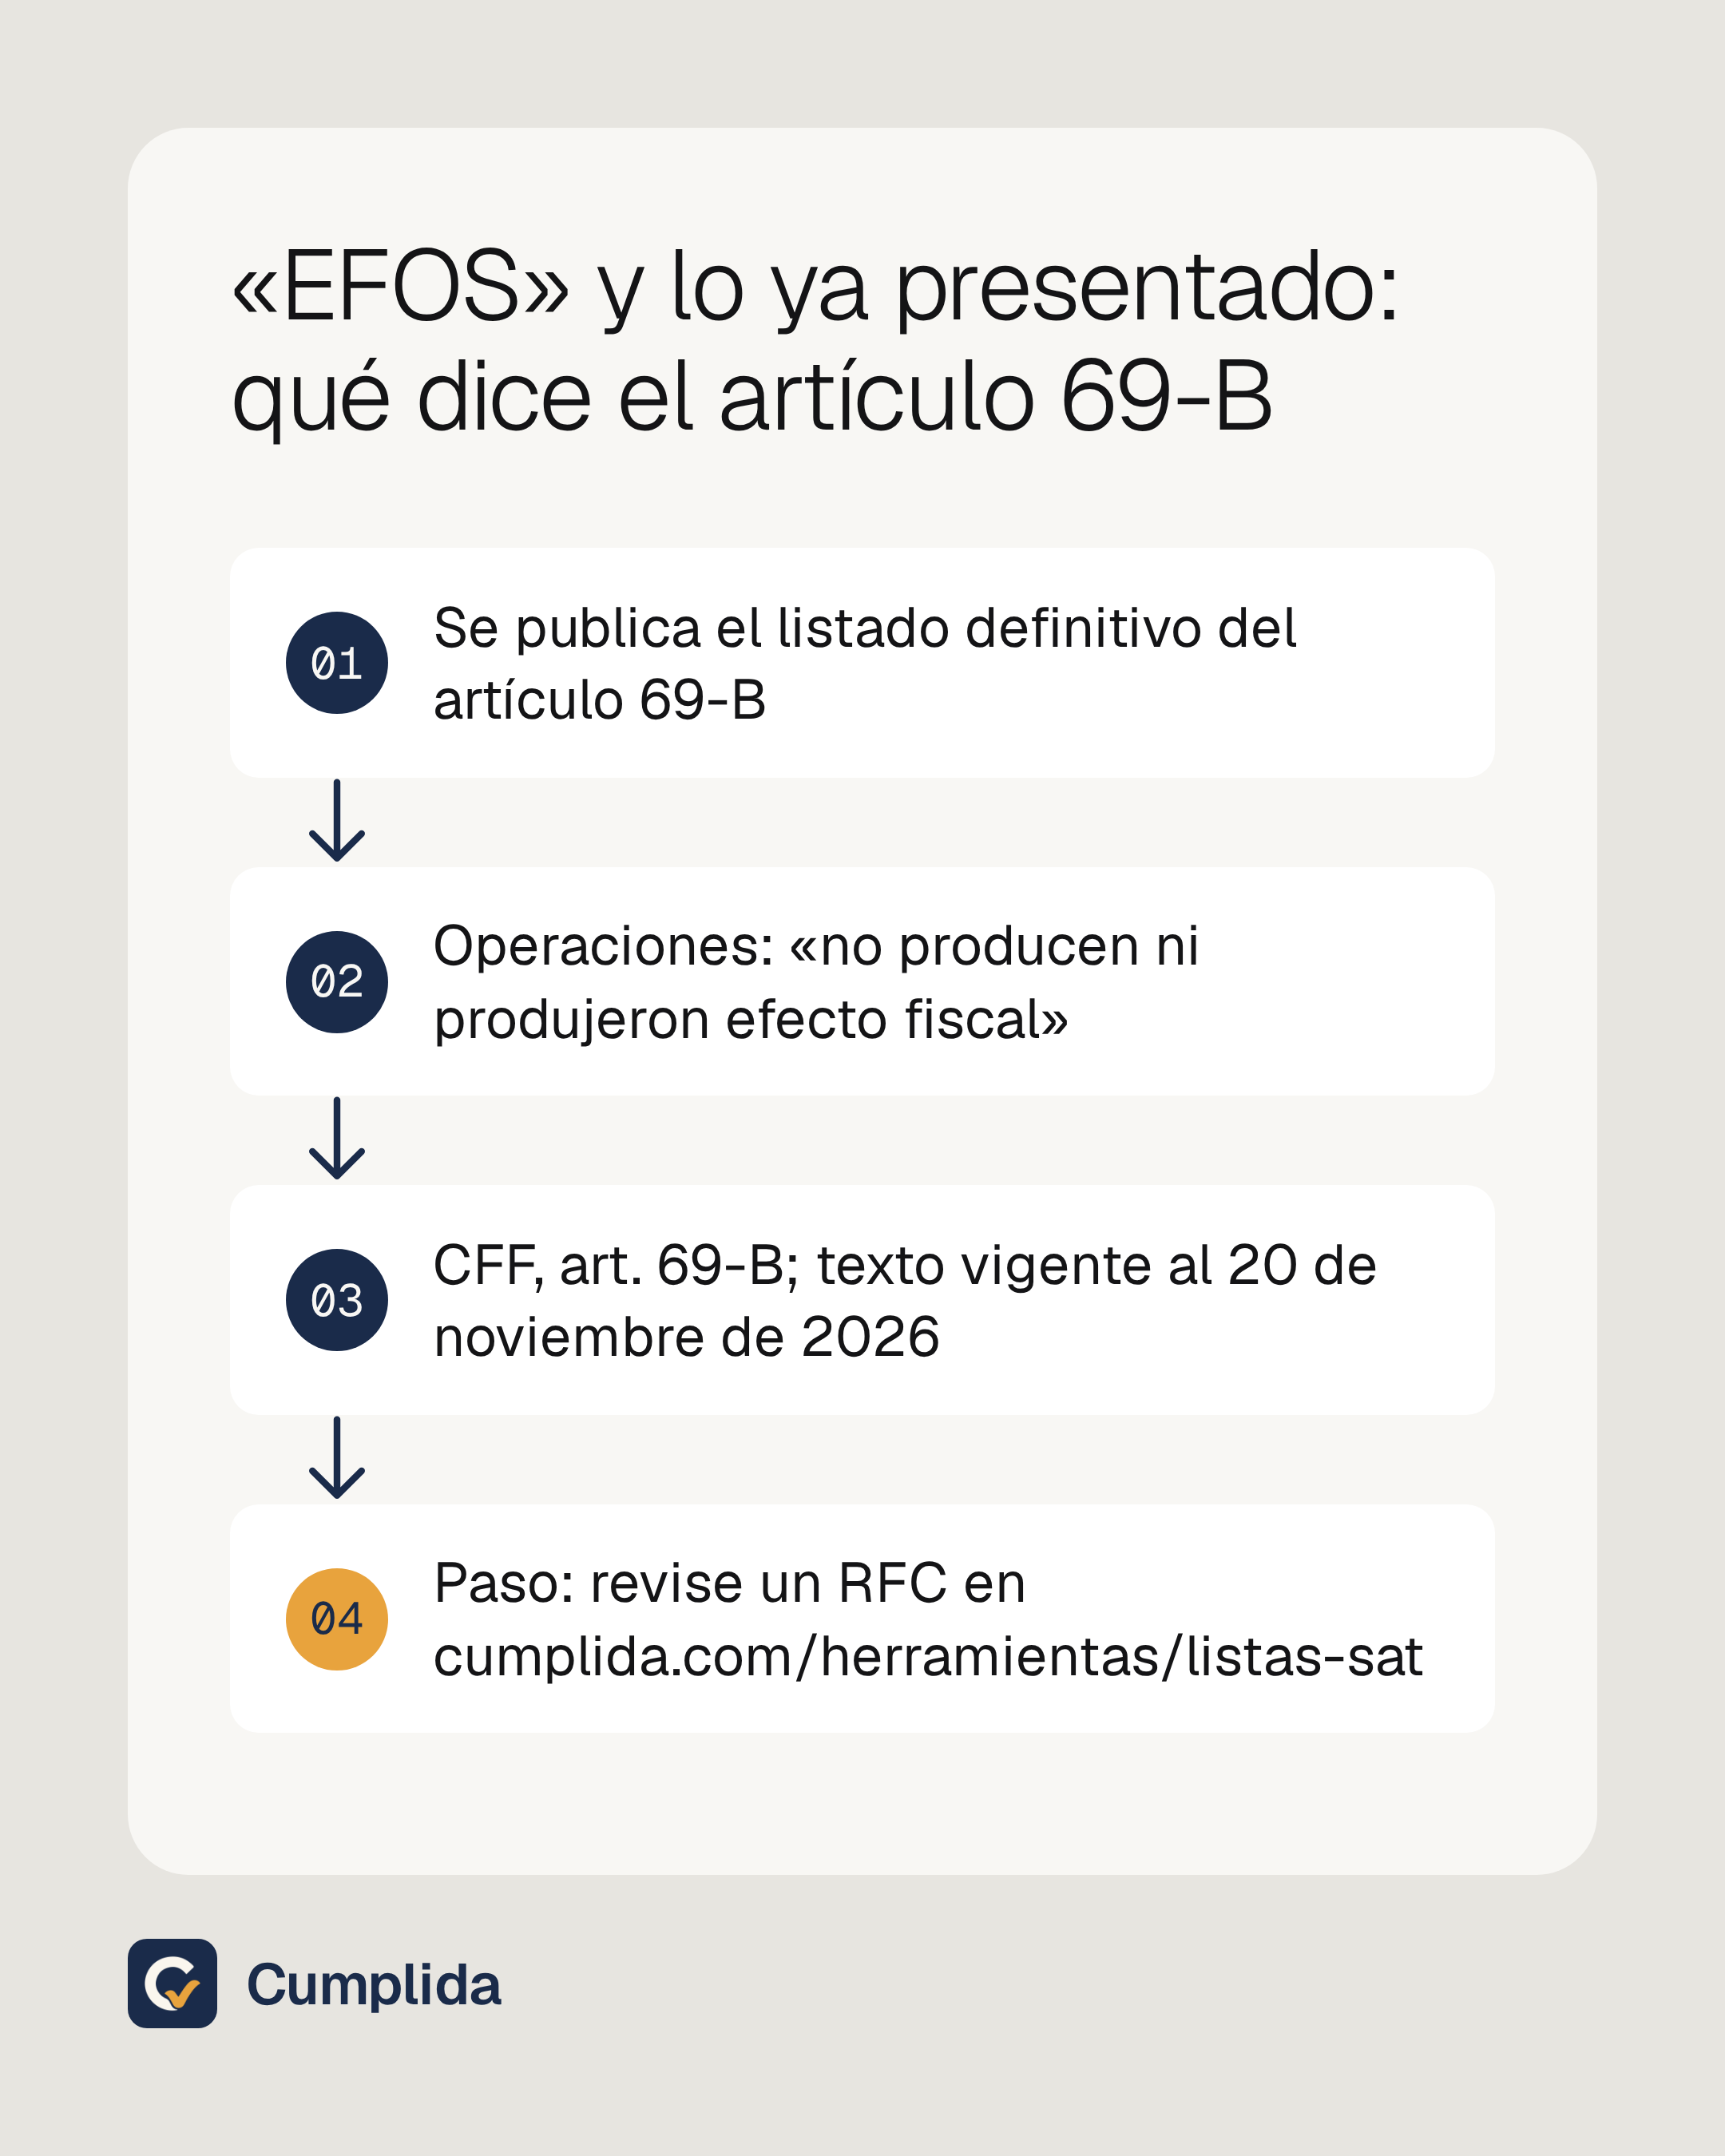 «EFOS» y lo ya presentado:
qué dice el artículo 69-B
01
Se publica el listado definitivo del
artículo 69-B
02
Operaciones: «no producen ni
produjeron efecto fiscal»
03
CFF, art. 69-B; texto vigente al 20 de
noviembre de 2026
04
Paso: revise un RFC en
cumplida.com/herramientas/listas-sat
Cumplida